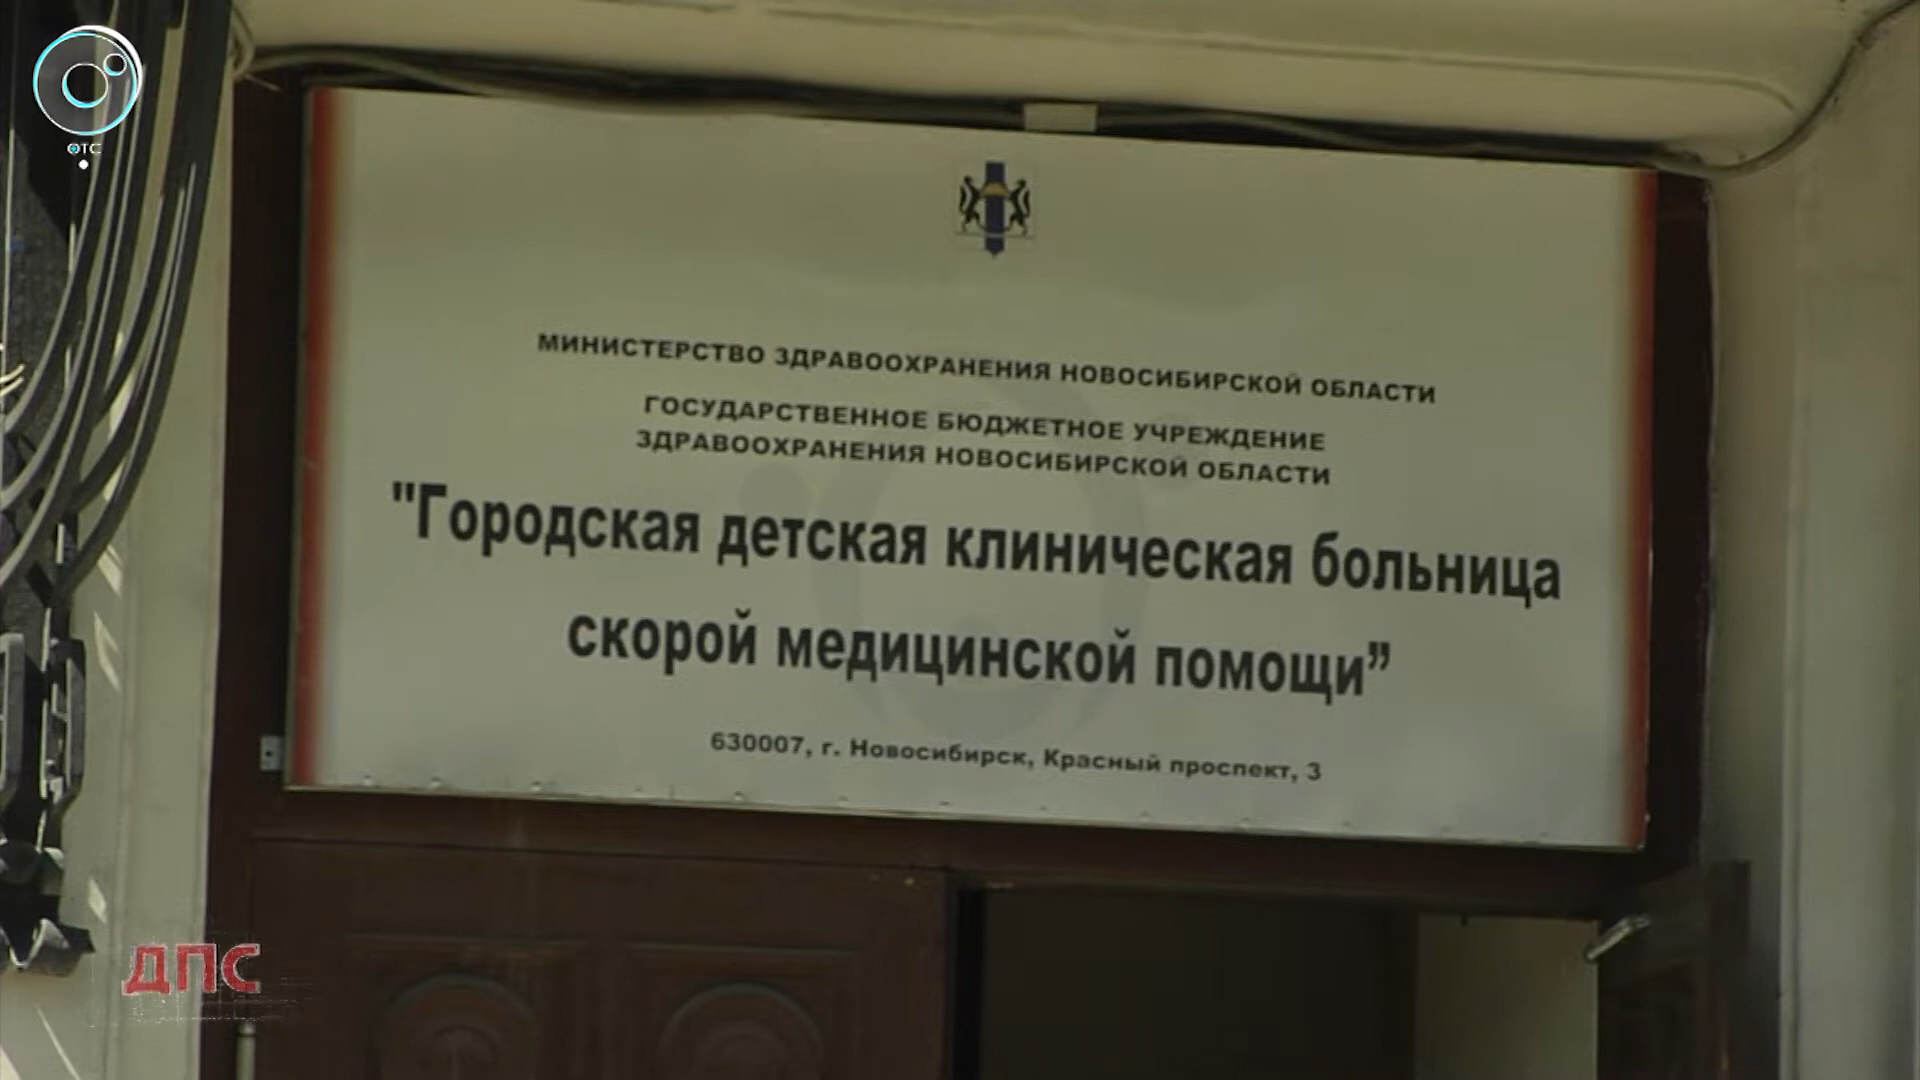 ОТС
МИНИСТЕРСТВО ЗДРАВООХРАНЕНИЯ НОВОСИБИРСКОЙ ОБЛАСТИ
ГОСУДАРСТВЕННОЕ БЮДЖЕТНОЕ УЧРЕЖДЕНИЕ
ЗДРАВООХРАНЕНИЯ НОВОСИБИРСКОЙ ОБЛАСТИ
"Городская детская клиническая больница
скорой медицинской помощи”
630007, г. Новосибирск, Красный проспект, 3
ДПС